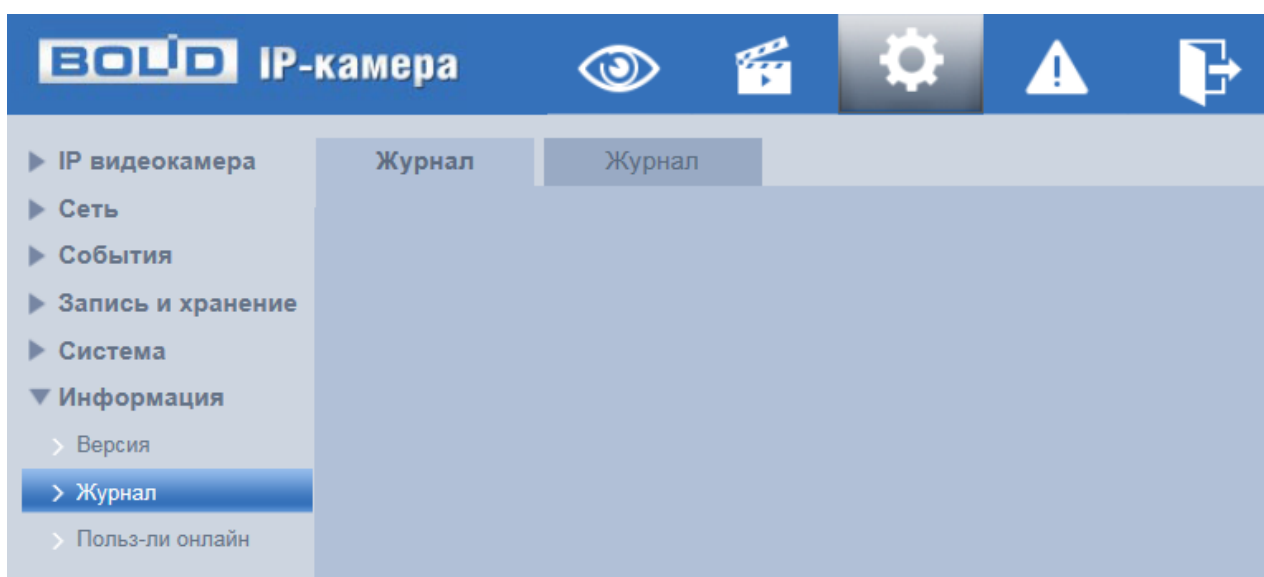 BOLID IP-камера
IP видеокамера
Сеть
События
Запись и хранение
Система
Информация
Версия
Журнал
Польз-ли онлайн
Журнал Журнал